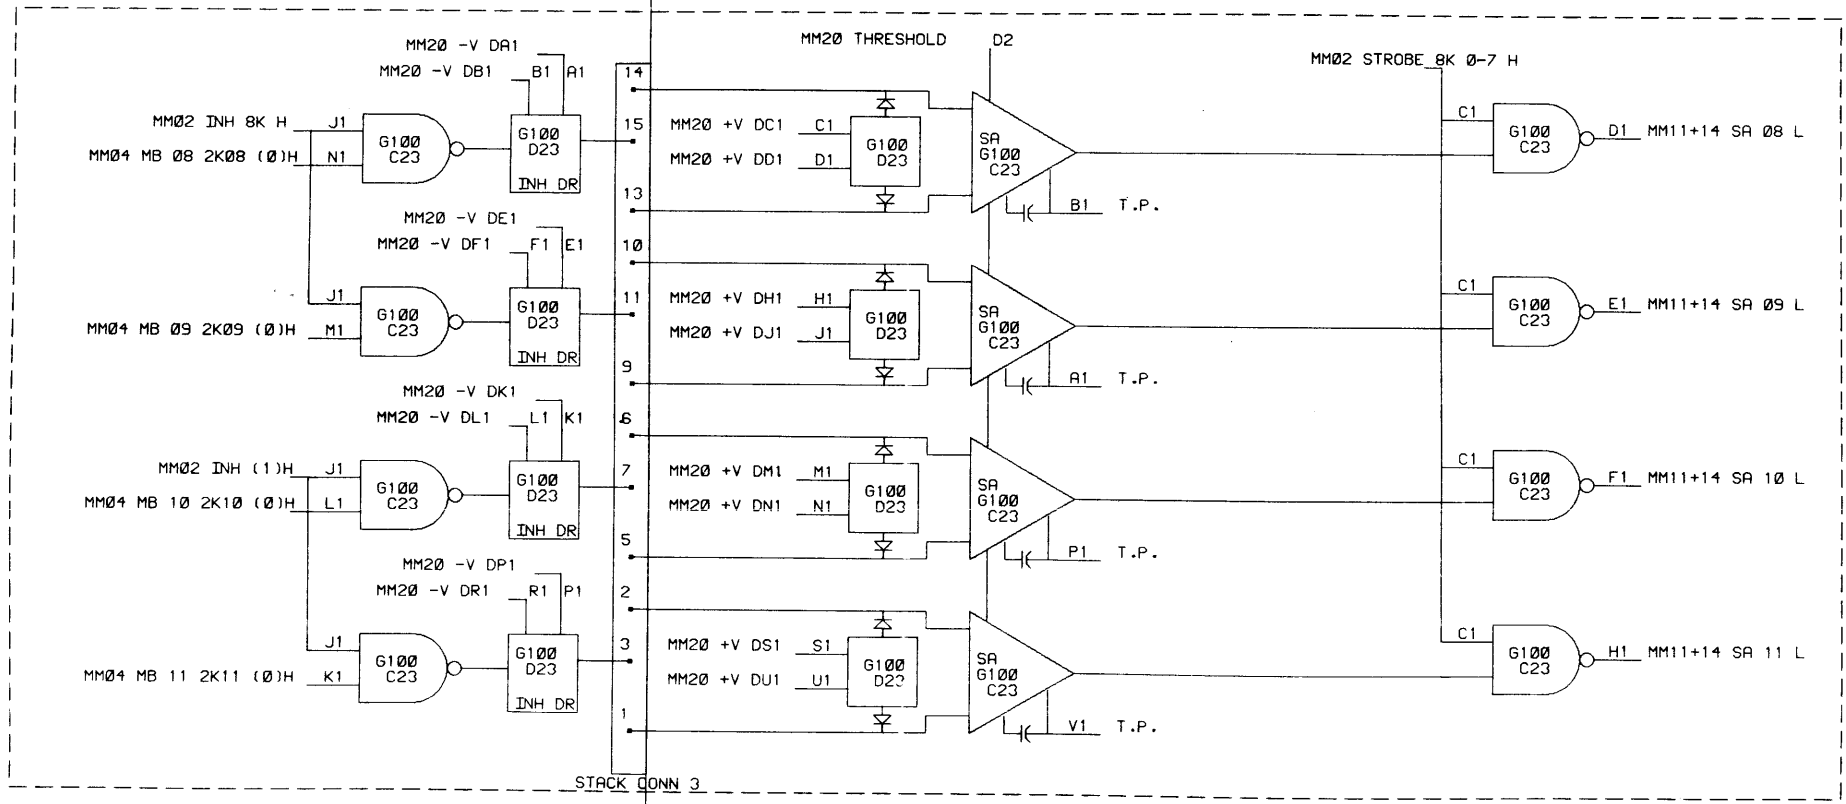 MM20 THRESHOLD D2
MM20 -V DA1
MM20 -V DB1 B1 A1
14
MM02 STROBE 8K 0-7 H
MM02 INH 8K H J1
G100 C23
G100 D23
INH DR
15
MM20 +V DC1 C1
G100 D23
SA G100 C23
C1
G100 C23
D1 MM11+14 SA 08 L
MM04 MB 08 2K08 (0)H N1
MM20 +V DD1 D1
13
B1 T.P.
MM20 -V DE1
MM20 -V DF1 F1 E1
10
J1
G100 C23
G100 D23
INH DR
11
MM20 +V DH1 H1
G100 D23
SA G100 C23
C1
G100 C23
E1 MM11+14 SA 09 L
MM04 MB 09 2K09 (0)H M1
MM20 +V DJ1 J1
9
A1 T.P.
MM20 -V DK1
MM20 -V DL1 L1 K1
6
MM02 INH (1)H J1
G100 C23
G100 D23
INH DR
7
MM20 +V DM1 M1
G100 D23
SA G100 C23
C1
G100 C23
F1 MM11+14 SA 10 L
MM04 MB 10 2K10 (0)H L1
MM20 +V DN1 N1
5
P1 T.P.
MM20 -V DP1
MM20 -V DR1 R1 P1
2
J1
G100 C23
G100 D23
INH DR
3
MM20 +V DS1 S1
G100 D23
SA G100 C23
C1
G100 C23
H1 MM11+14 SA 11 L
MM04 MB 11 2K11 (0)H K1
MM20 +V DU1 U1
1
V1 T.P.
STACK CONN 3